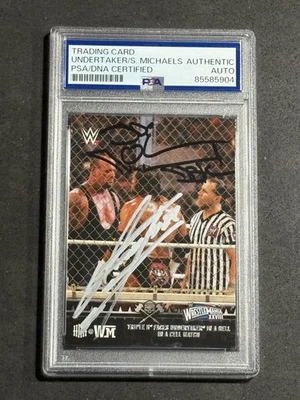 TRADING CARD
UNDERTAKER/S. MICHAELS AUTHENTIC
PSA/DNA CERTIFIED AUTO
PSA 85585904
W
WM
WRESTLEMANIA
XXVIII
TRIPLE H® FACES UNDERTAKER® IN A HELL
IN A CELL MATCH